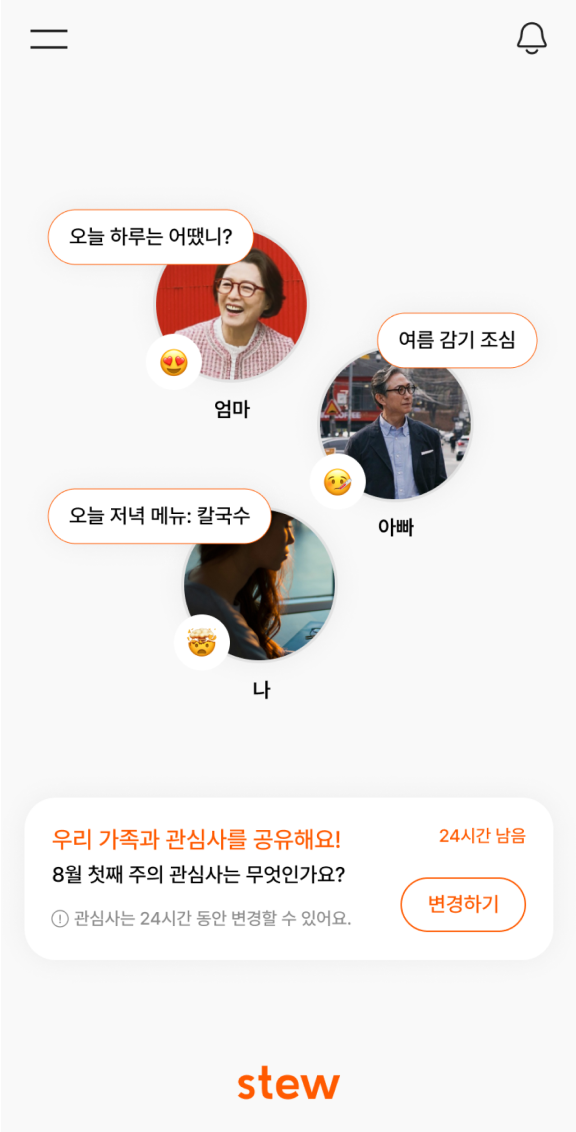 오늘 하루는 어땠니?
엄마
여름 감기 조심
아빠
오늘 저녁 메뉴: 칼국수
나
우리 가족과 관심사를 공유해요!
24시간 남음
8월 첫째 주의 관심사는 무엇인가요?
관심사는 24시간 동안 변경할 수 있어요.
변경하기
stew